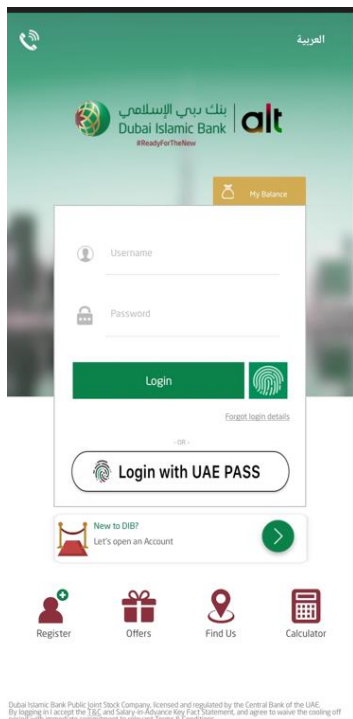 العربية
بنك دبي الإسلامي
Dubai Islamic Bank
alt
#ReadyForTheNew
My Balance
Username
Password
Login
Forgot login details
- OR -
Login with UAE PASS
New to DIB?
Let's open an Account
Register
Offers
Find Us
Calculator
Dubai Islamic Bank Public Joint Stock Company, licensed and regulated by the Central Bank of the UAE.
By logging in I accept the T&C and Salary-in-Advance Key Fact Statement, and agree to waive the cooling off